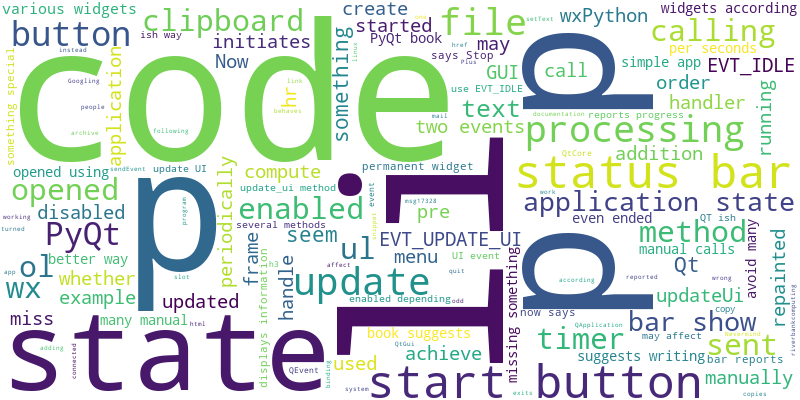 various widgets
clipboard
create
file
wxPython
widgets according
button
ish way
initiates
started
PyQt book
may
calling
something special
Googling
Now
says Stop
GUI
call
simple app
per seconds
EVT_IDLE
instead
people
application
code
something
linux
href
Plus
setText
use EVT_IDLE
text
d
order
handler
running
archive
following
hr
link
behaves
mail
two events
documentation
reports progress
processing
addition
opened using
sendEvent
update UI
compute
permanent widget
QtCore
status bar
opened
p
i
I
update_ui method
event
msg17328
work
application state
disabled
periodically
enabled
several methods
pre
even ended
QT ish
working
turned
PyQt
program
frame
seem
ul
snippet
EVT_UPDATE_UI
d
method
avoid many
better way
h3
affect
menu
UI event
quit
Qt
manual calls
ol
whether
slot
handle
update
missing something
according
reported
wrong
repainted
app
wx
example
updated
displays information
enabled depending
odd
now says
updateUi
copy
miss
many manual
html
state
book suggests
QApplication
bar show
nevermind
may affect
sent
riverbankcomputing
used
achieve
timer
suggests writing
bar reports
adding
connected
QEvent
binding
QtGui
start
system
exits
button
copies
manually